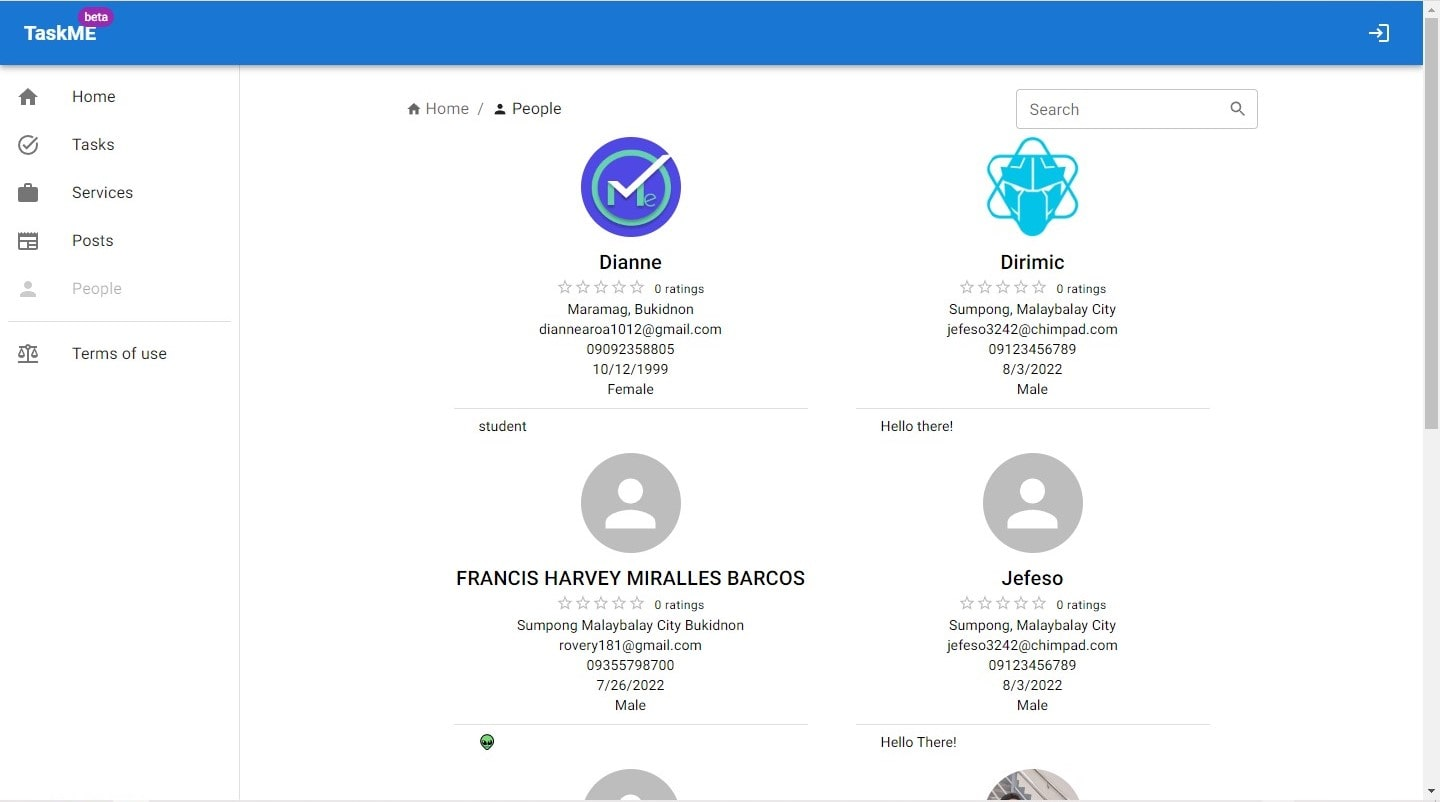 beta
TaskME
Home
Tasks
Services
Posts
People
Terms of use
Home / People
Search
Me
Dianne
0 ratings
Maramag, Bukidnon
diannearoa1012@gmail.com
09092358805
10/12/1999
Female
student
Dirimic
0 ratings
Sumpong, Malaybalay City
jefeso3242@chimpad.com
09123456789
8/3/2022
Male
Hello there!
FRANCIS HARVEY MIRALLES BARCOS
0 ratings
Sumpong Malaybalay City Bukidnon
rovery181@gmail.com
09355798700
7/26/2022
Male
👽
Jefeso
0 ratings
Sumpong, Malaybalay City
jefeso3242@chimpad.com
09123456789
8/3/2022
Male
Hello There!